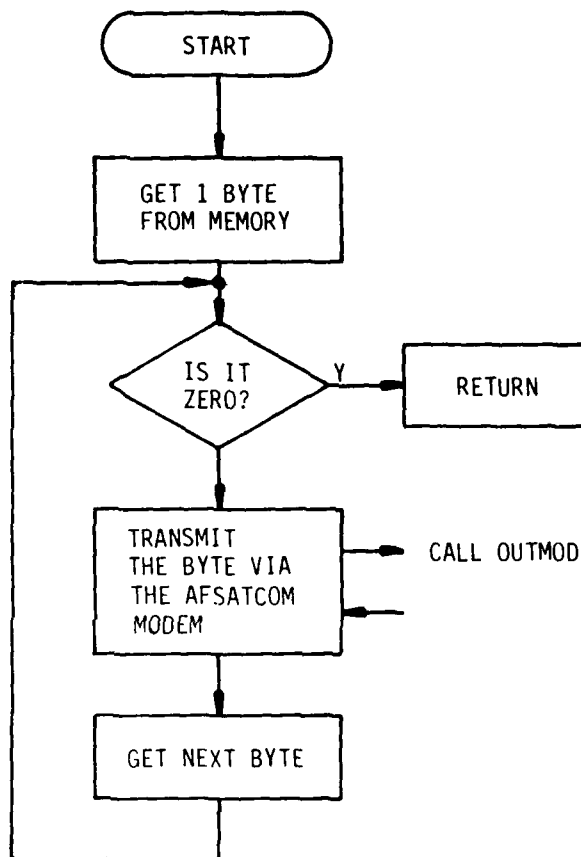 START
GET 1 BYTE
FROM MEMORY
IS IT
ZERO?
Y
RETURN
TRANSMIT
THE BYTE VIA
THE AFSATCOM
MODEM
CALL OUTMOD
GET NEXT BYTE